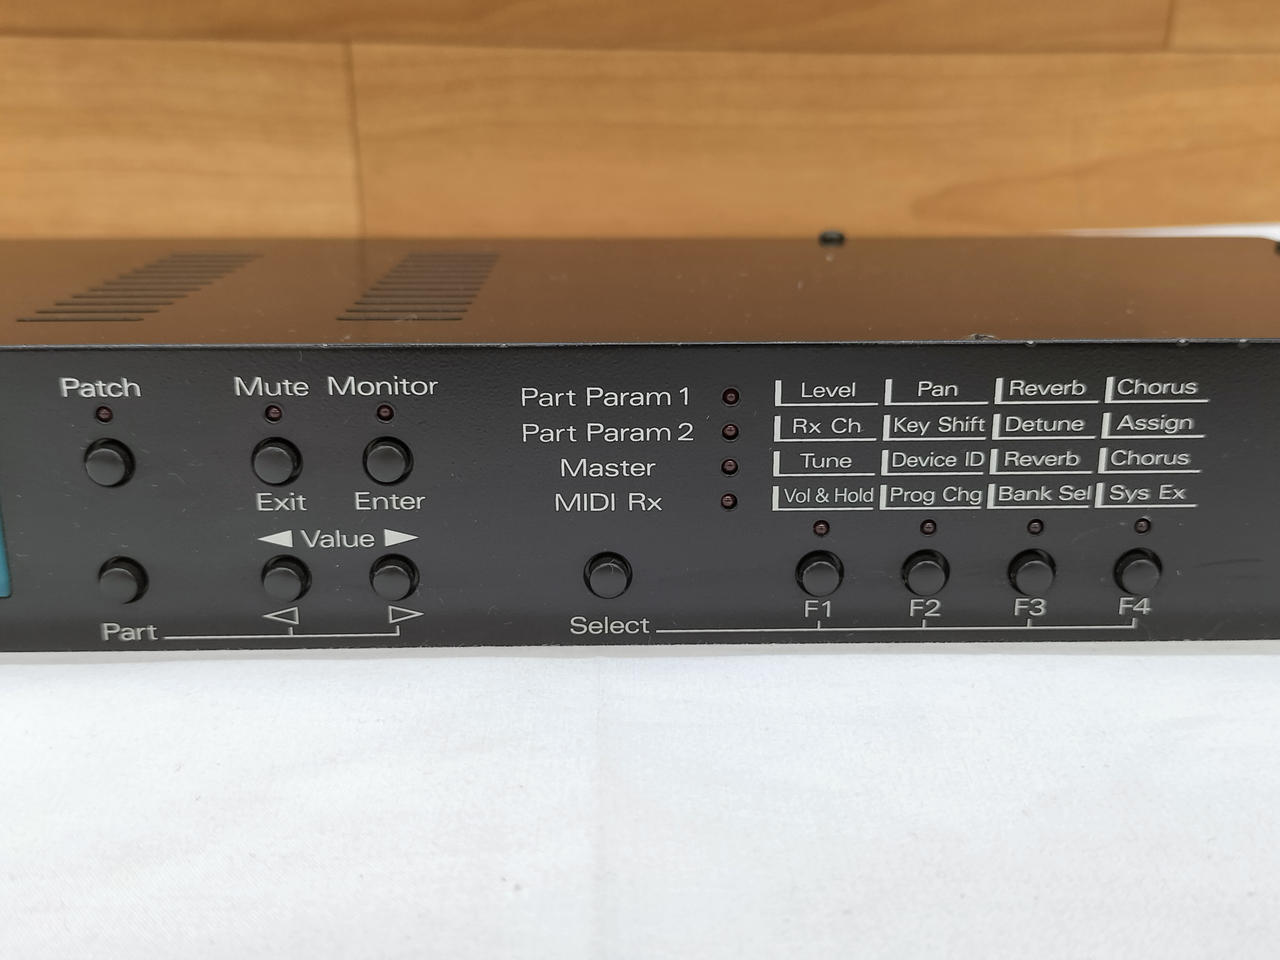 Patch
Mute Monitor
Exit Enter
Value
Part
Part Param 1 Level Pan Reverb Chorus
Part Param 2 Rx Ch Key Shift Detune Assign
Master Tune Device ID Reverb Chorus
MIDI Rx Vol & Hold Prog Chg Bank Sel Sys Ex
F1 F2 F3 F4
Select